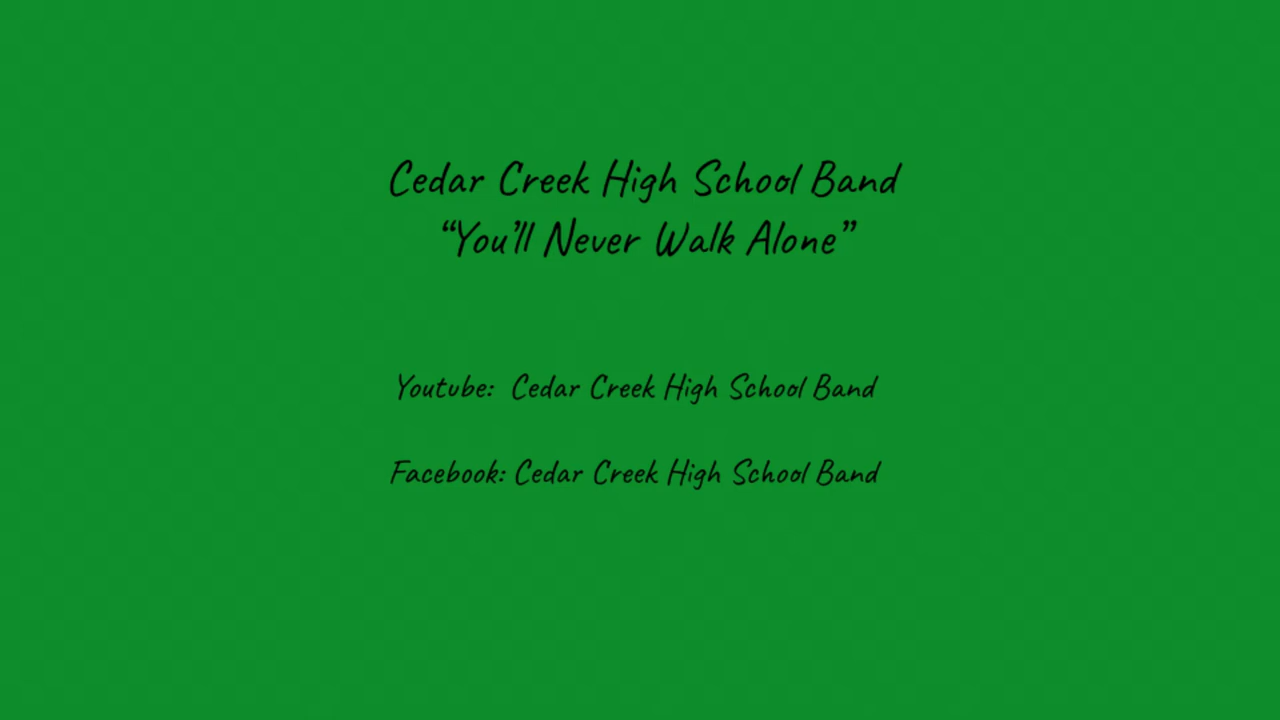 Cedar Creek High School Band
“You’ll Never Walk Alone”
Youtube: Cedar Creek High School Band
Facebook: Cedar Creek High School Band